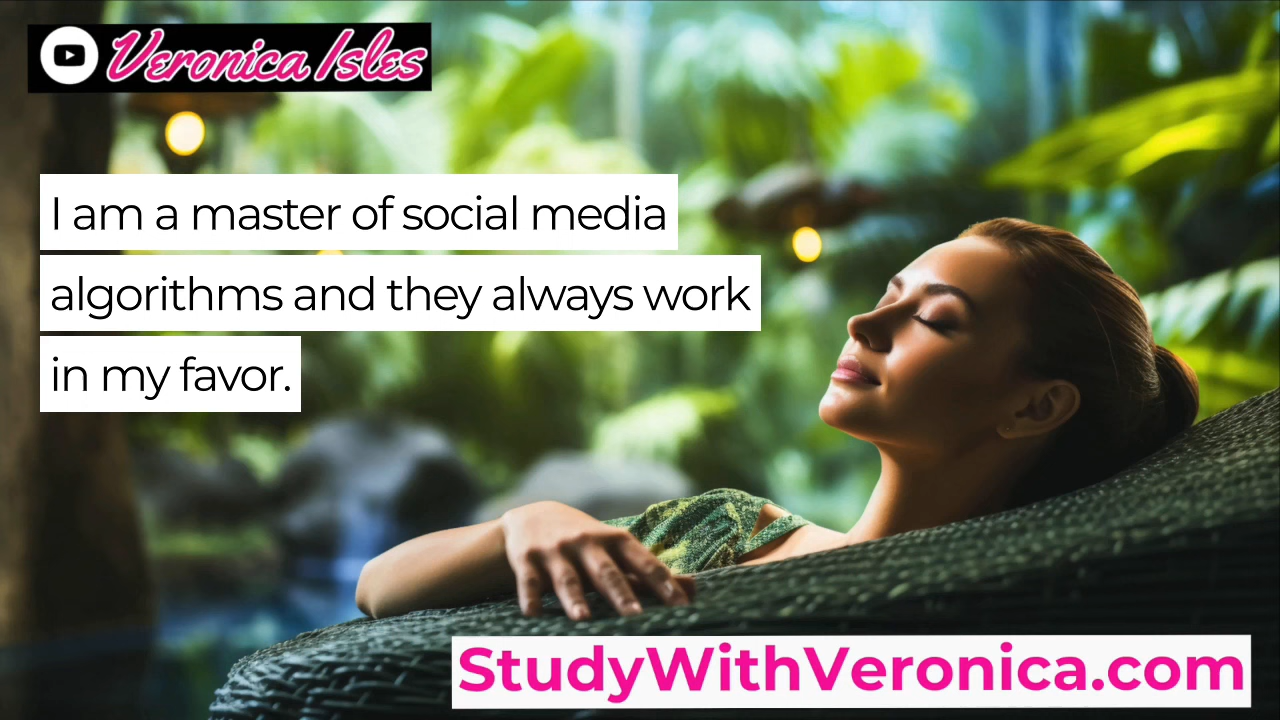 Veronica Isles
I am a master of social media
algorithms and they always work
in my favor.
StudyWithVeronica.com